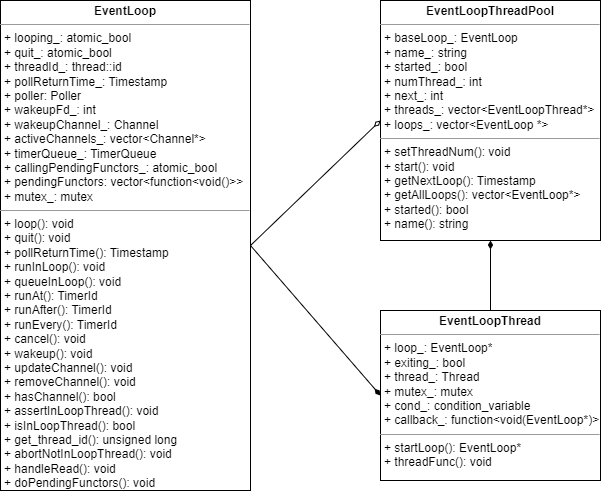 EventLoop
+ looping_: atomic_bool
+ quit_: atomic_bool
+ threadId_: thread::id
+ pollReturnTime_: Timestamp
+ poller: Poller
+ wakeupFd_: int
+ wakeupChannel_: Channel
+ activeChannels_: vector<Channel*>
+ timerQueue_: TimerQueue
+ callingPendingFunctors_: atomic_bool
+ pendingFunctors: vector<function<void()>>
+ mutex_: mutex
+ loop(): void
+ quit(): void
+ pollReturnTime(): Timestamp
+ runInLoop(): void
+ queueInLoop(): void
+ runAt(): TimerId
+ runAfter(): TimerId
+ runEvery(): TimerId
+ cancel(): void
+ wakeup(): void
+ updateChannel(): void
+ removeChannel(): void
+ hasChannel(): bool
+ assertInLoopThread(): void
+ isInLoopThread(): bool
+ get_thread_id(): unsigned long
+ abortNotInLoopThread(): void
+ handleRead(): void
+ doPendingFunctors(): void
EventLoopThreadPool
+ baseLoop_: EventLoop
+ name_: string
+ started_: bool
+ numThread_: int
+ next_: int
+ threads_: vector<EventLoopThread*>
+ loops_: vector<EventLoop *>
+ setThreadNum(): void
+ start(): void
+ getNextLoop(): Timestamp
+ getAllLoops(): vector<EventLoop*>
+ started(): bool
+ name(): string
EventLoopThread
+ loop_: EventLoop*
+ exiting_: bool
+ thread_: Thread
+ mutex_: mutex
+ cond_: condition_variable
+ callback_: function<void(EventLoop*)>
+ startLoop(): EventLoop*
+ threadFunc(): void